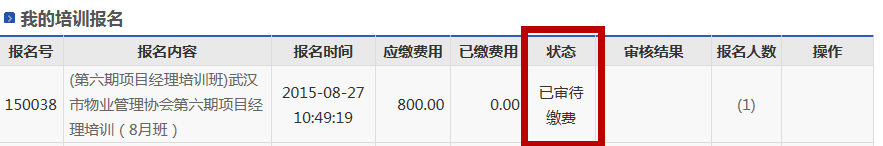 我的培训报名
报名号 报名内容 报名时间 应缴费用 已缴费用 状态 审核结果 报名人数 操作
(第六期项目经理培训班)武汉
150038 市物业管理协会第六期项目经 2015-08-27 800.00 0.00 已审待 (1)
理培训（8月班） 10:49:19 缴费